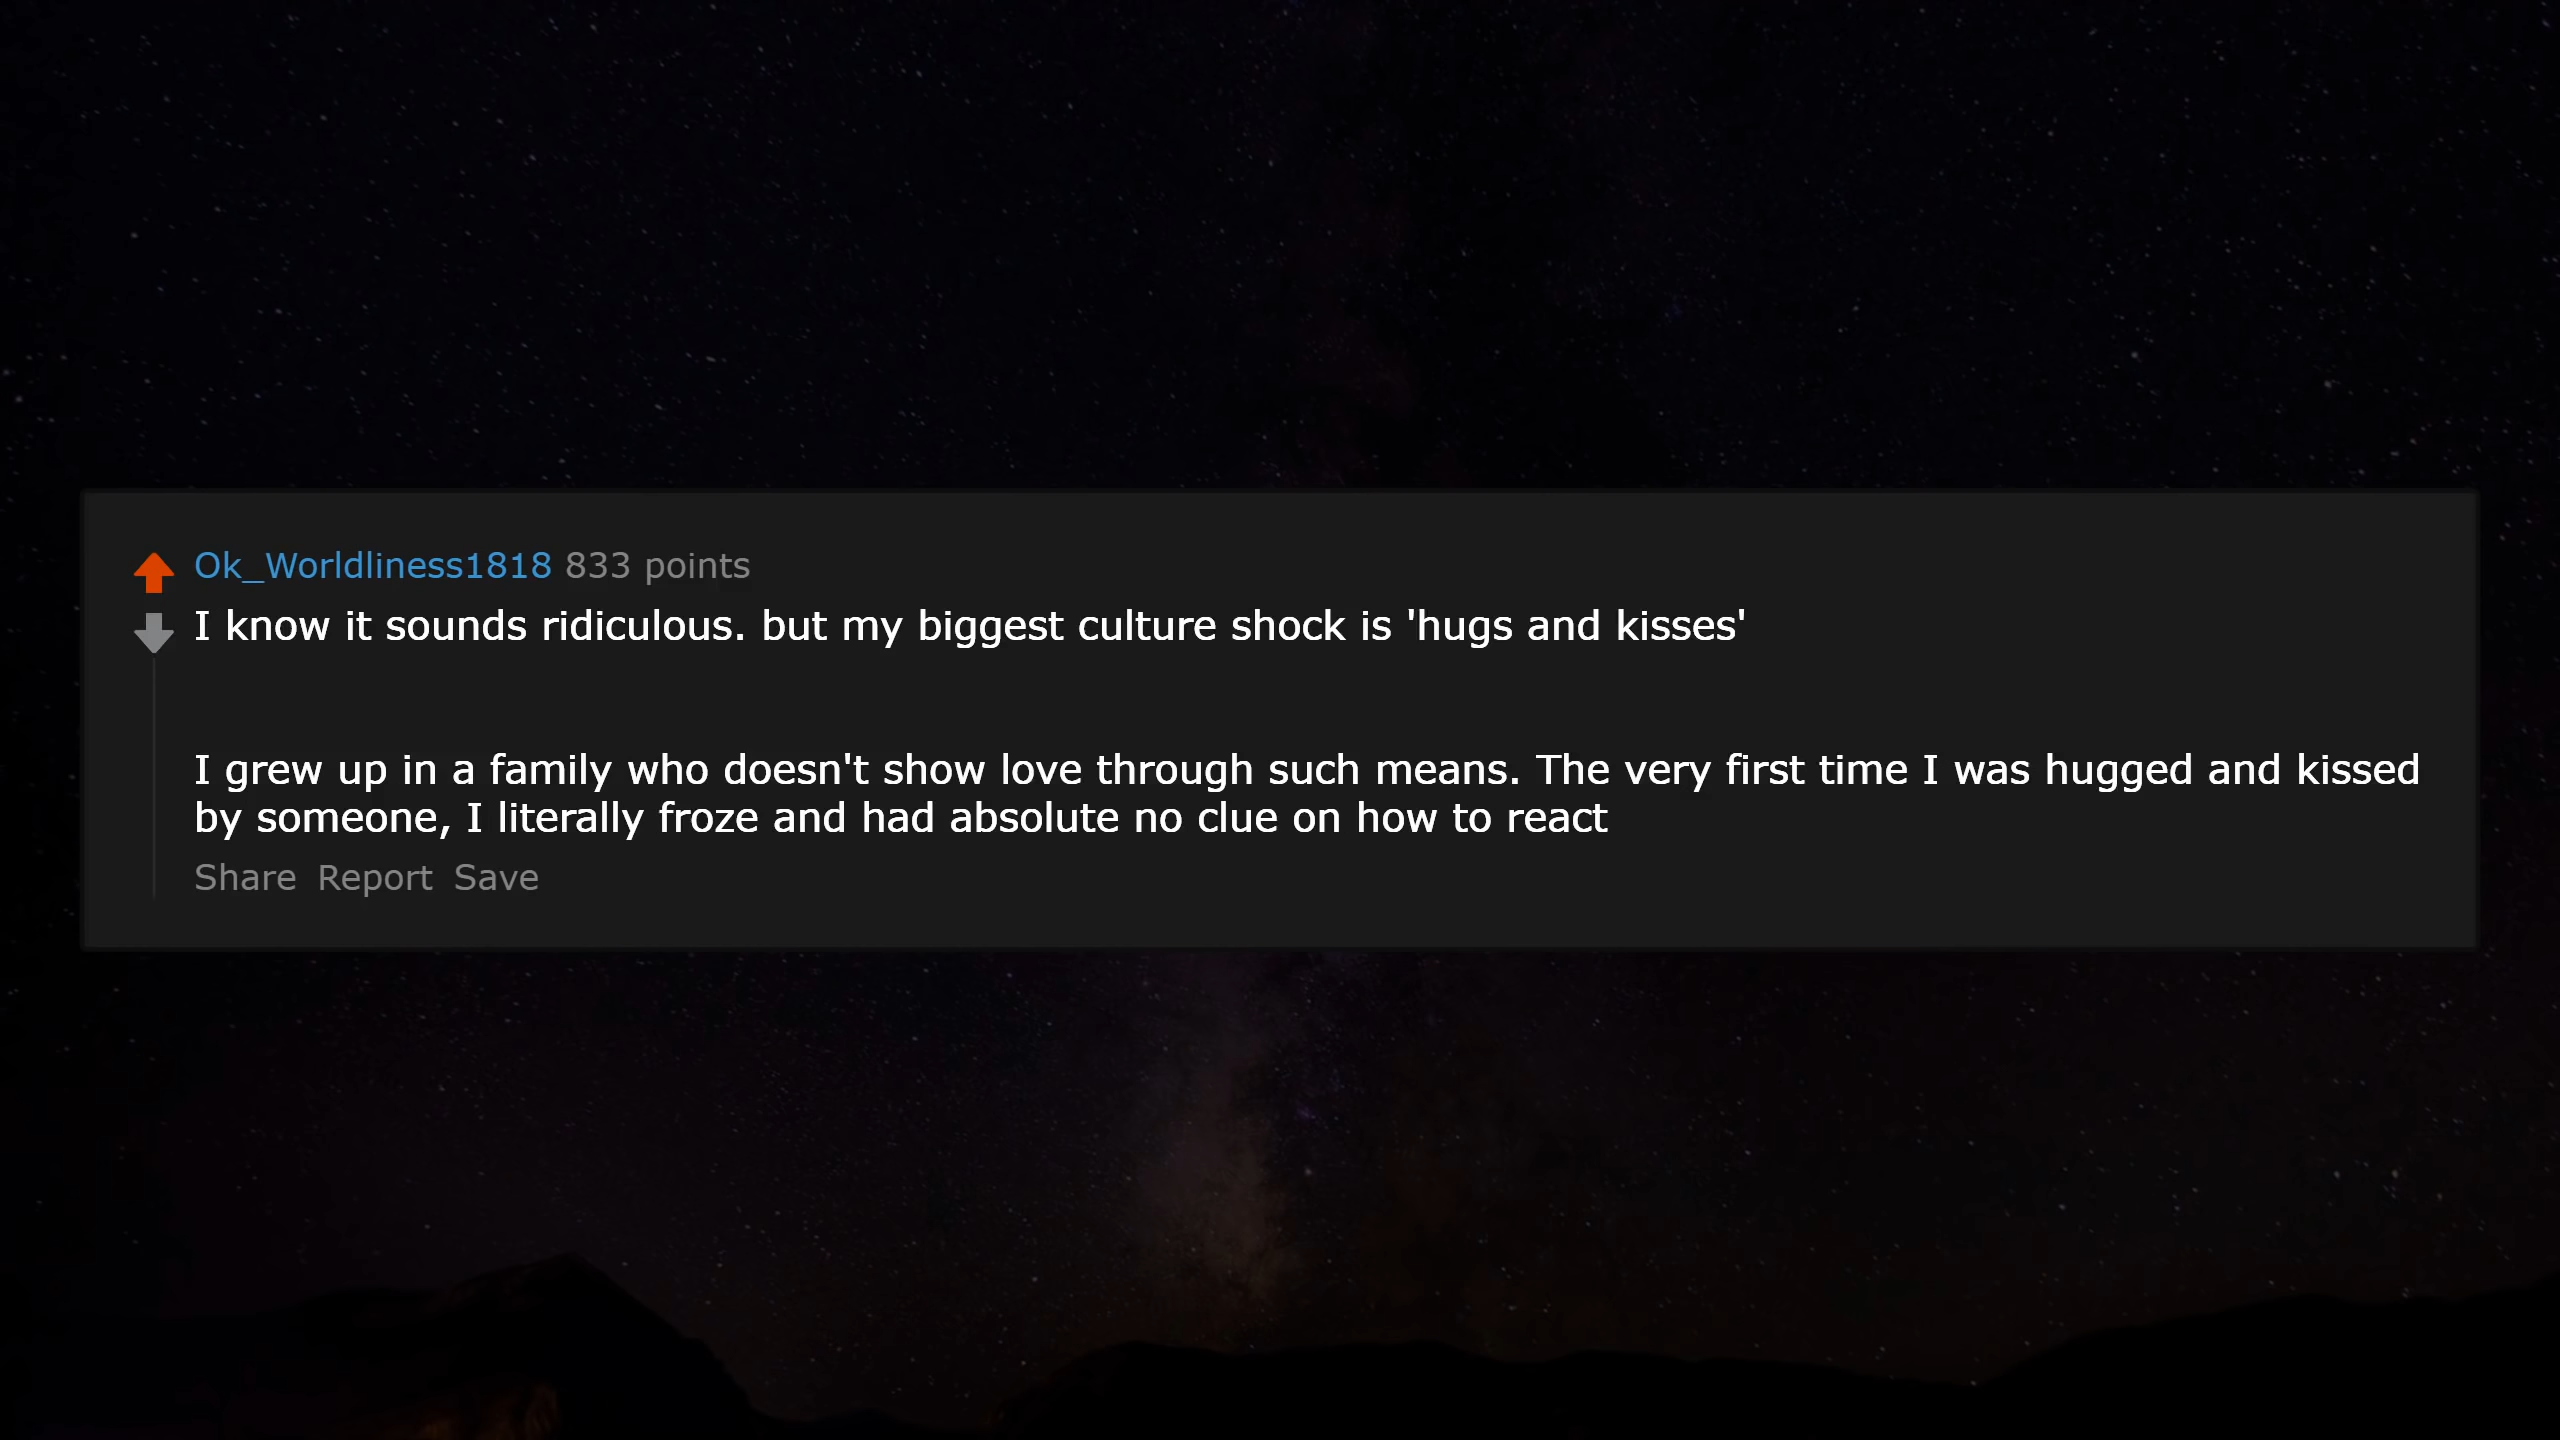 Ok_Worldliness1818 833 points
I know it sounds ridiculous. but my biggest culture shock is 'hugs and kisses'
I grew up in a family who doesn't show love through such means. The very first time I was hugged and kissed
by someone, I literally froze and had absolute no clue on how to react
Share Report Save